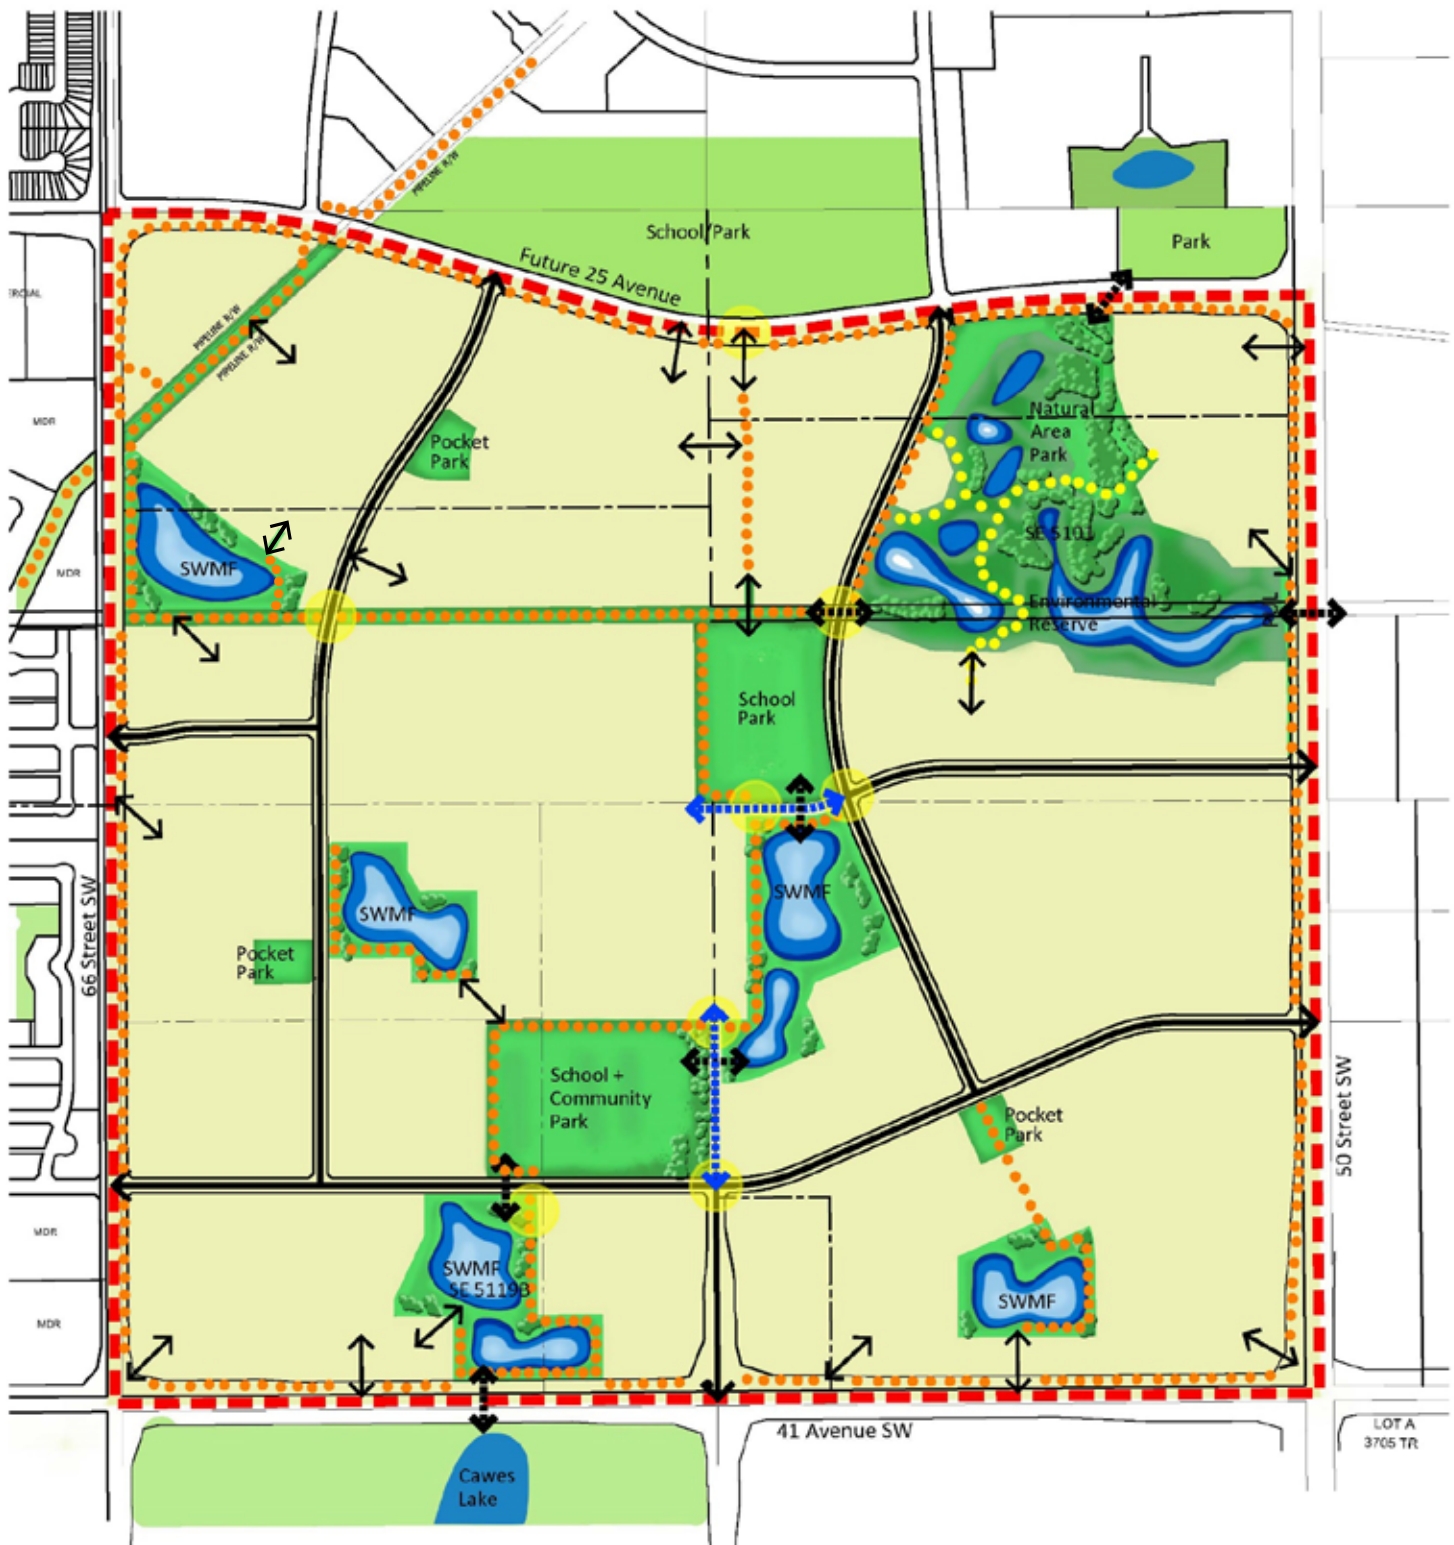 PIPELINE R/W
School/Park
Park
Future 25 Avenue
PIPELINE R/W
PIPELINE R/W
MDR
Pocket
Park
Natural
Area
Park
SE 5101
SWMF
MDR
Environmental
Reserve
School
Park
SWMF
SWMF
66 Street SW
Pocket
Park
School +
Community
Park
Pocket
Park
50 Street SW
MDR
SWMF
SE 5119B
SWMF
MDR
41 Avenue SW
LOT A
3705 TR
Cawes
Lake